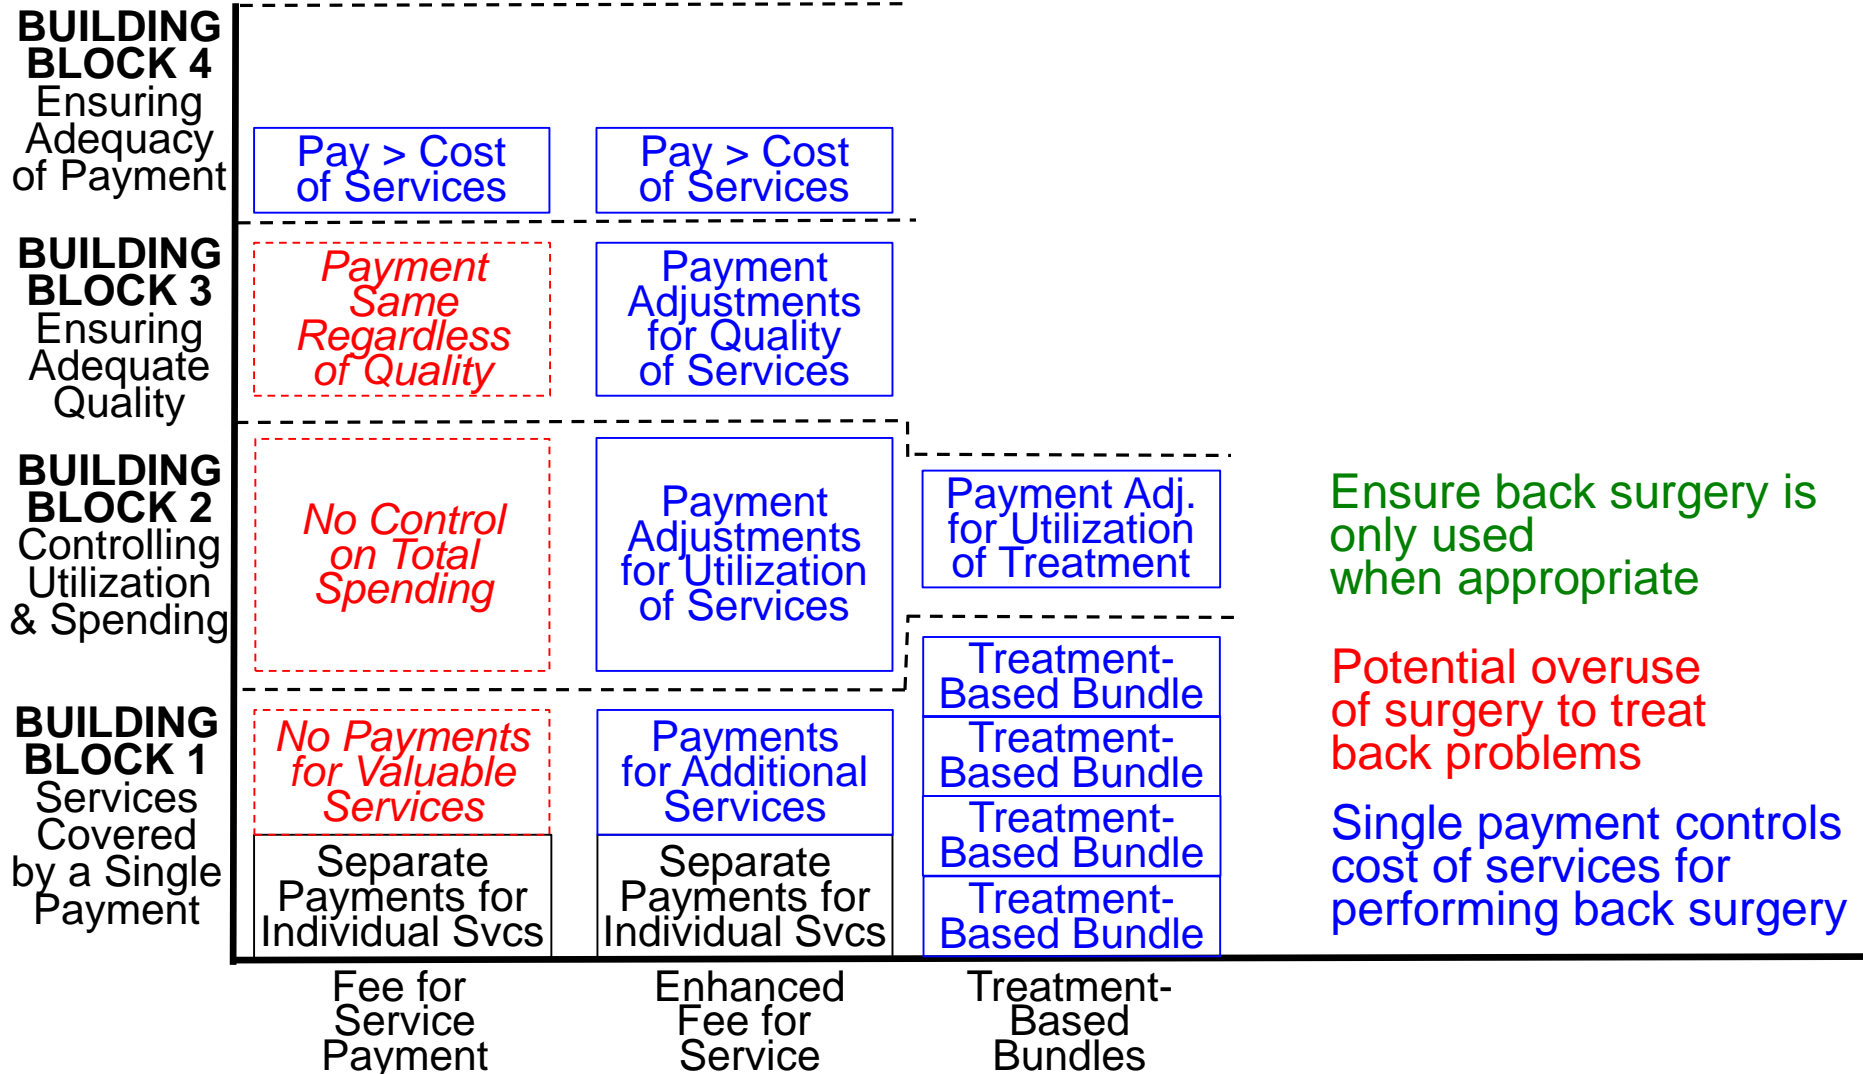 BUILDING
BLOCK 4
Ensuring
Adequacy
of Payment
Pay > Cost
of Services
Pay > Cost
of Services
BUILDING
BLOCK 3
Ensuring
Adequate
Quality
Payment
Same
Regardless
of Quality
Payment
Adjustments
for Quality
of Services
BUILDING
BLOCK 2
Controlling
Utilization
& Spending
No Control
on Total
Spending
Payment
Adjustments
for Utilization
of Services
Payment Adj.
for Utilization
of Treatment
Ensure back surgery is
only used
when appropriate
BUILDING
BLOCK 1
Services
Covered
by a Single
Payment
No Payments
for Valuable
Services
Separate
Payments for
Individual Svcs
Payments
for Additional
Services
Separate
Payments for
Individual Svcs
Treatment-
Based Bundle
Treatment-
Based Bundle
Treatment-
Based Bundle
Treatment-
Based Bundle
Potential overuse
of surgery to treat
back problems
Single payment controls
cost of services for
performing back surgery
Fee for
Service
Payment
Enhanced
Fee for
Service
Treatment-
Based
Bundles